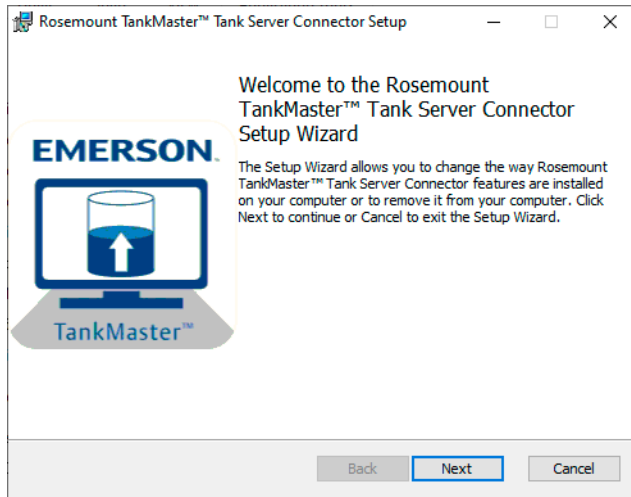 Rosemount TankMaster™ Tank Server Connector Setup
Welcome to the Rosemount
TankMaster™ Tank Server Connector
Setup Wizard
EMERSON.
The Setup Wizard allows you to change the way Rosemount
TankMaster™ Tank Server Connector features are installed
on your computer or to remove it from your computer. Click
Next to continue or Cancel to exit the Setup Wizard.
TankMaster™
Back
Next
Cancel